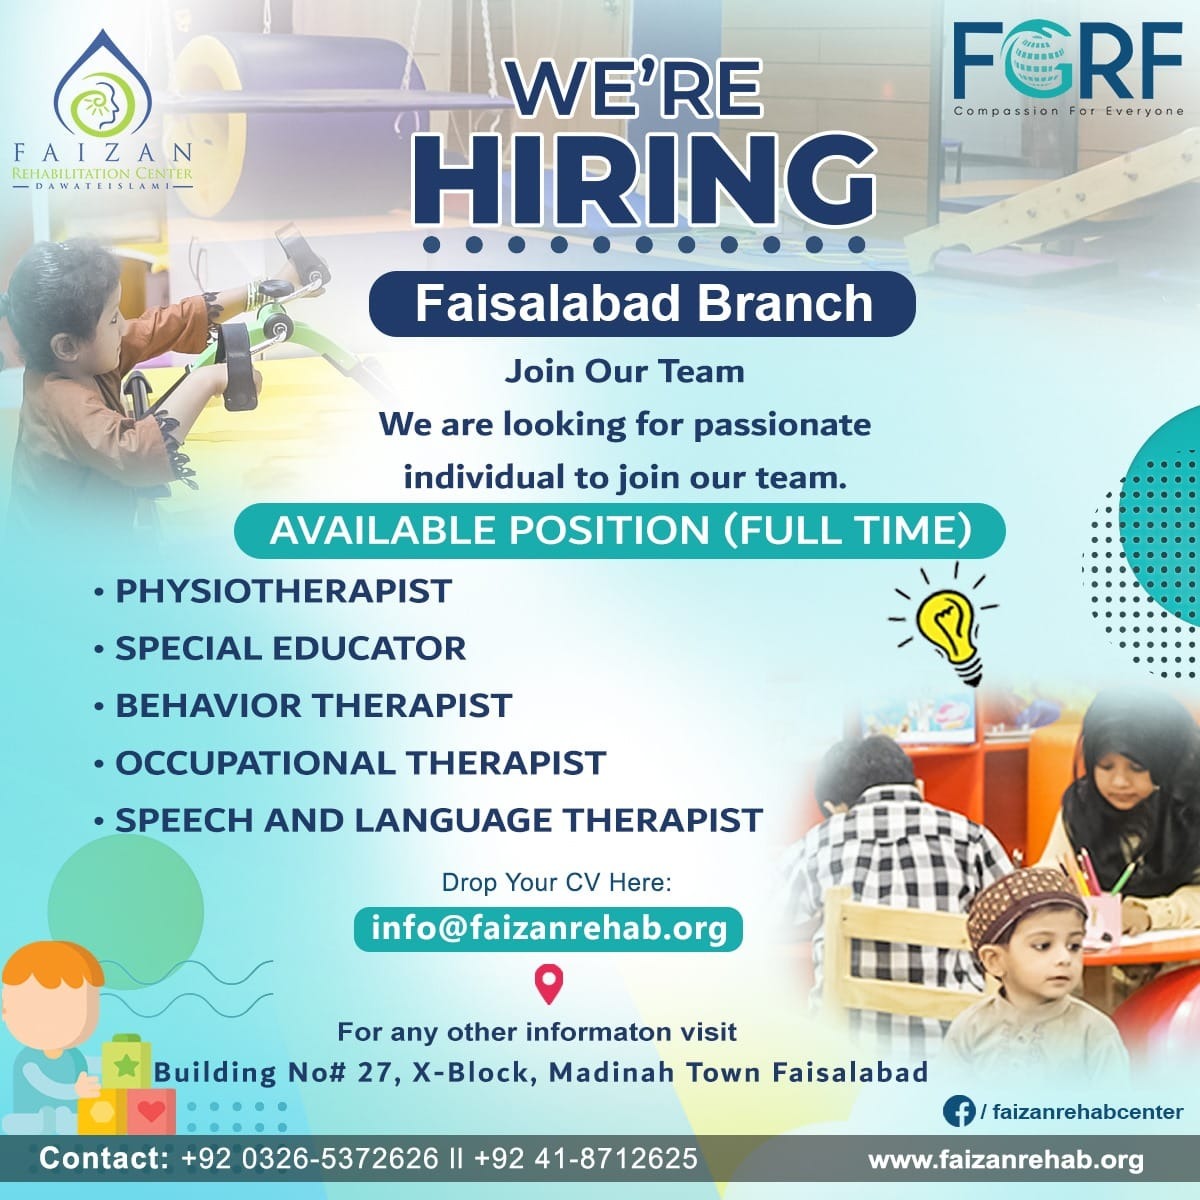 FAIZAN
REHABILITATION CENTER
DAWATEISLAMI
FGRF
Compassion For Everyone
WE'RE
HIRING
Faisalabad Branch
Join Our Team
We are looking for passionate
individual to join our team.
AVAILABLE POSITION (FULL TIME)
• PHYSIOTHERAPIST
• SPECIAL EDUCATOR
• BEHAVIOR THERAPIST
• OCCUPATIONAL THERAPIST
• SPEECH AND LANGUAGE THERAPIST
Drop Your CV Here:
info@faizanrehab.org
For any other informaton visit
Building No# 27, X-Block, Madinah Town Faisalabad
/ faizanrehabcenter
Contact: +92 0326-5372626 II +92 41-8712625
www.faizanrehab.org